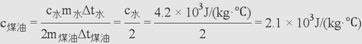 c煤油 = c水m水Δt水 / 2m煤油Δt煤油 = c水 / 2 = 4.2 × 10³J/(kg·℃) / 2 = 2.1 × 10³J/(kg·℃)